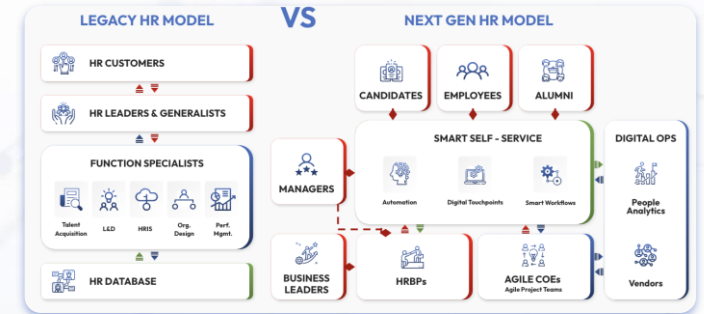 LEGACY HR MODEL
VS
NEXT GEN HR MODEL
HR CUSTOMERS
HR LEADERS & GENERALISTS
FUNCTION SPECIALISTS
Talent
Acquisition
L&D
HRIS
Org.
Design
Perf.
Mgmt.
HR DATABASE
CANDIDATES
EMPLOYEES
ALUMNI
MANAGERS
SMART SELF - SERVICE
Automation
Digital Touchpoints
Smart Workflows
DIGITAL OPS
People
Analytics
Vendors
BUSINESS
LEADERS
HRBPs
AGILE COEs
Agile Project Teams